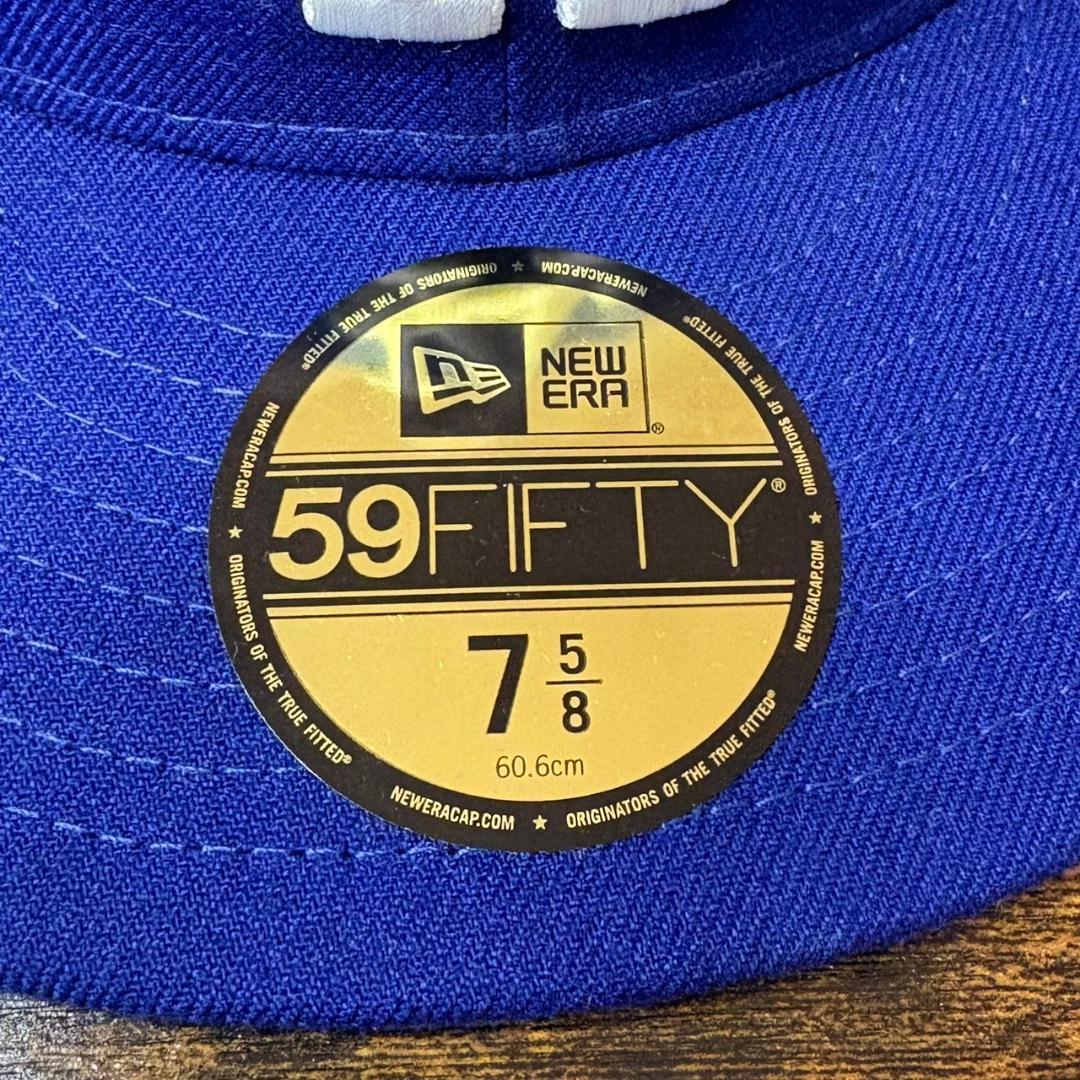 NEW ERA®
59FIFTY®
7 5/8
60.6cm
NEWERACAP.COM ★ ORIGINATORS OF THE TRUE FITTED®
NEWERACAP.COM ★ ORIGINATORS OF THE TRUE FITTED®
NEWERACAP.COM ★ ORIGINATORS OF THE TRUE FITTED®
NEWERACAP.COM ★ ORIGINATORS OF THE TRUE FITTED®